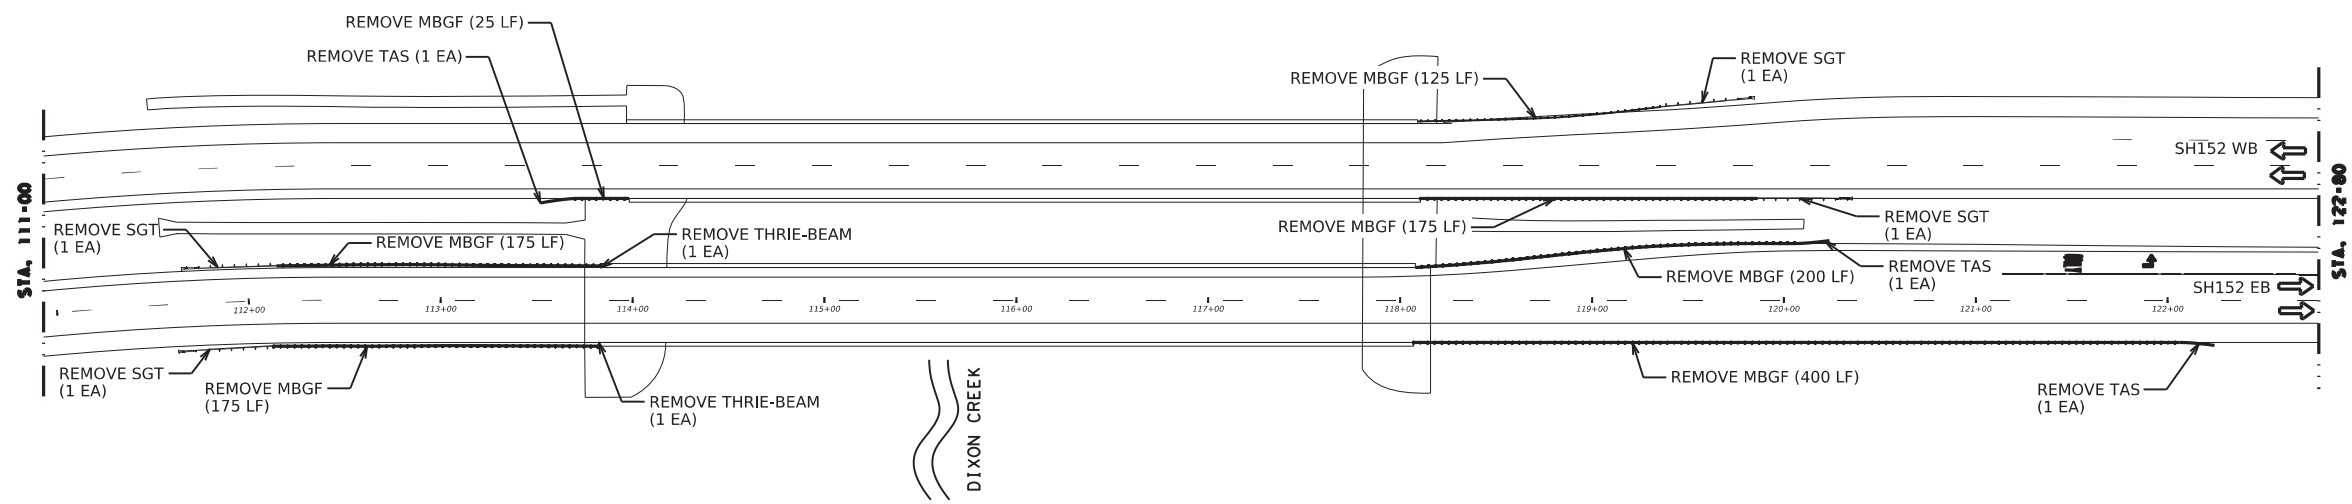 REMOVE MBGF (25 LF)
REMOVE TAS (1 EA)
REMOVE SGT
(1 EA)
REMOVE MBGF (125 LF)
SH152 WB
STA. 111+00
STA. 122+80
REMOVE SGT
(1 EA)
REMOVE MBGF (175 LF)
REMOVE THRIE-BEAM
(1 EA)
REMOVE MBGF (175 LF)
REMOVE SGT
(1 EA)
REMOVE MBGF (200 LF)
REMOVE TAS
(1 EA)
SH152 EB
112+00
113+00
114+00
115+00
116+00
117+00
118+00
119+00
120+00
121+00
122+00
REMOVE SGT
(1 EA)
REMOVE MBGF
(175 LF)
REMOVE THRIE-BEAM
(1 EA)
DIXON CREEK
REMOVE MBGF (400 LF)
REMOVE TAS
(1 EA)